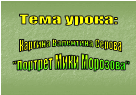 Тема урока:
Картина Валентина Серова
"портрет Мики Морозова"